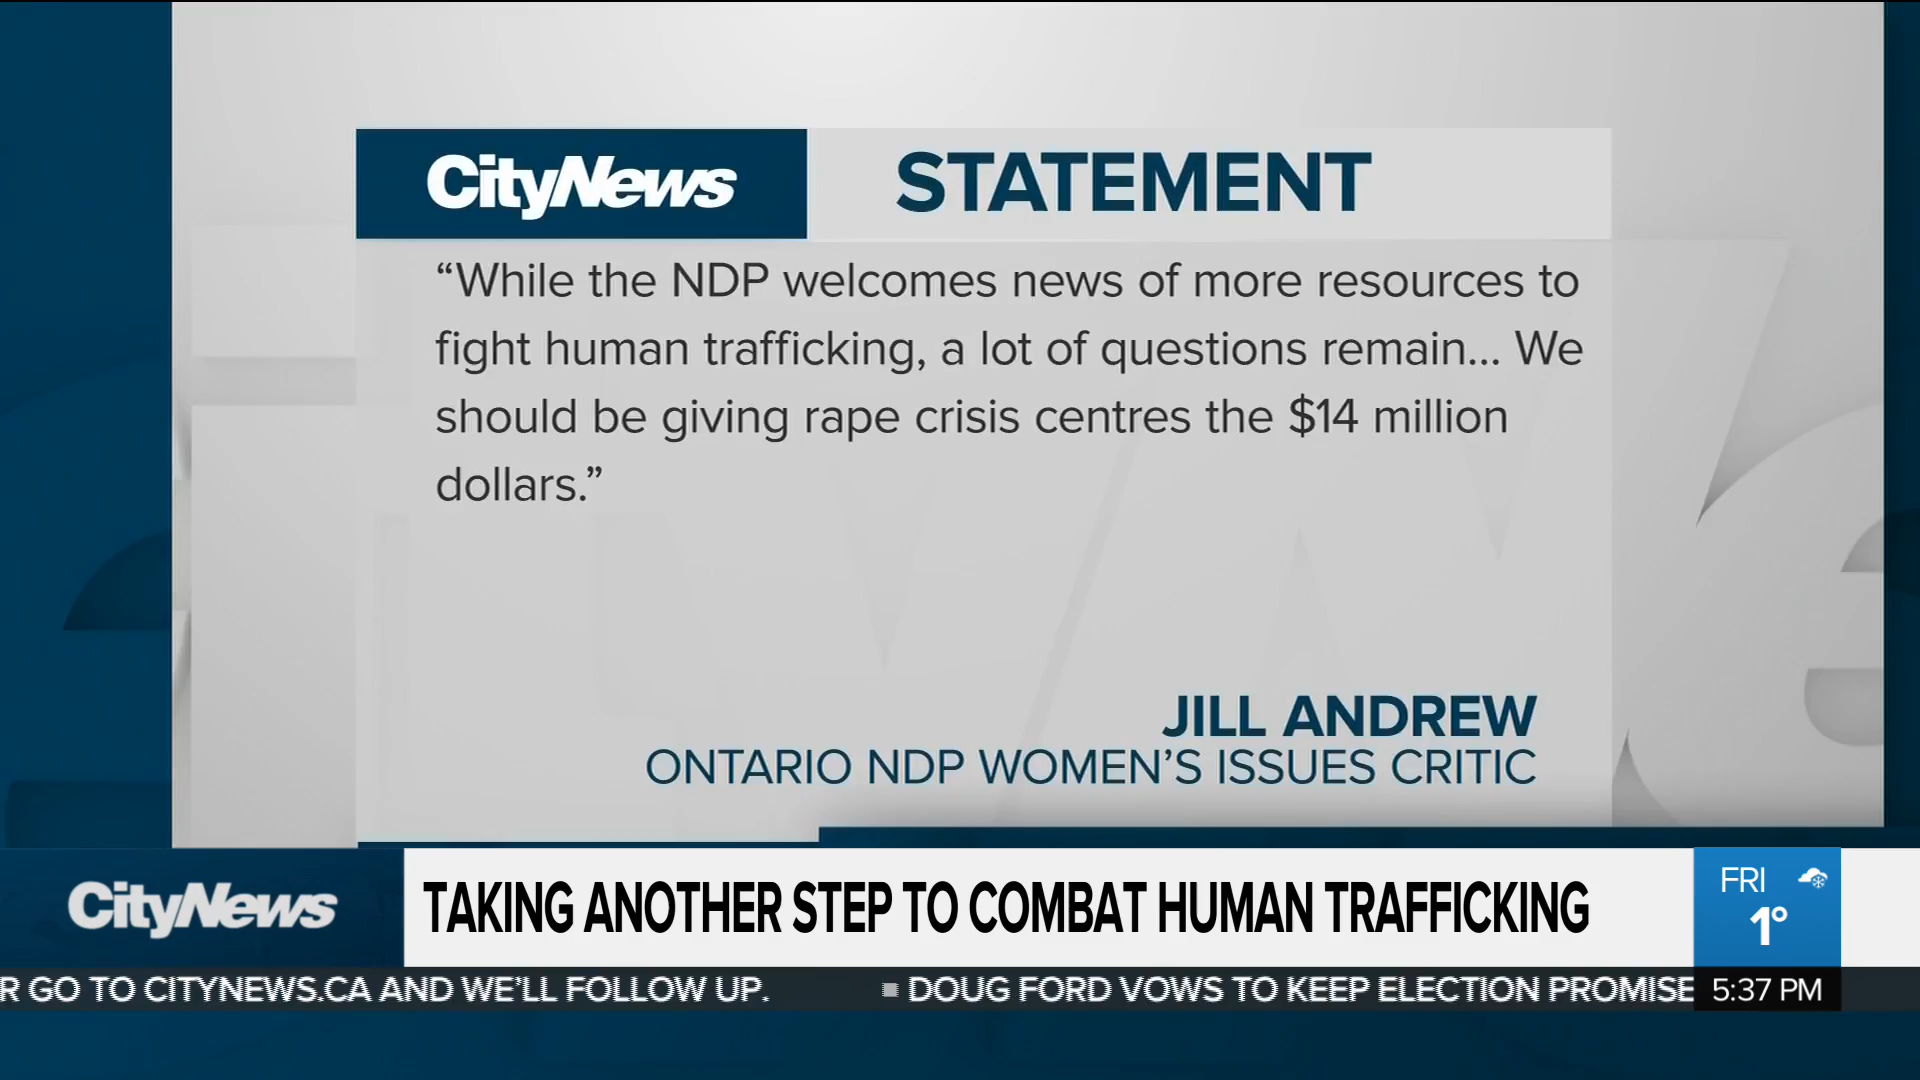 CityNews STATEMENT
“While the NDP welcomes news of more resources to
fight human trafficking, a lot of questions remain... We
should be giving rape crisis centres the $14 million
dollars.”
JILL ANDREW
ONTARIO NDP WOMEN’S ISSUES CRITIC
CityNews TAKING ANOTHER STEP TO COMBAT HUMAN TRAFFICKING
FRI
1°
R GO TO CITYNEWS.CA AND WE’LL FOLLOW UP. ■ DOUG FORD VOWS TO KEEP ELECTION PROMISE 5:37 PM